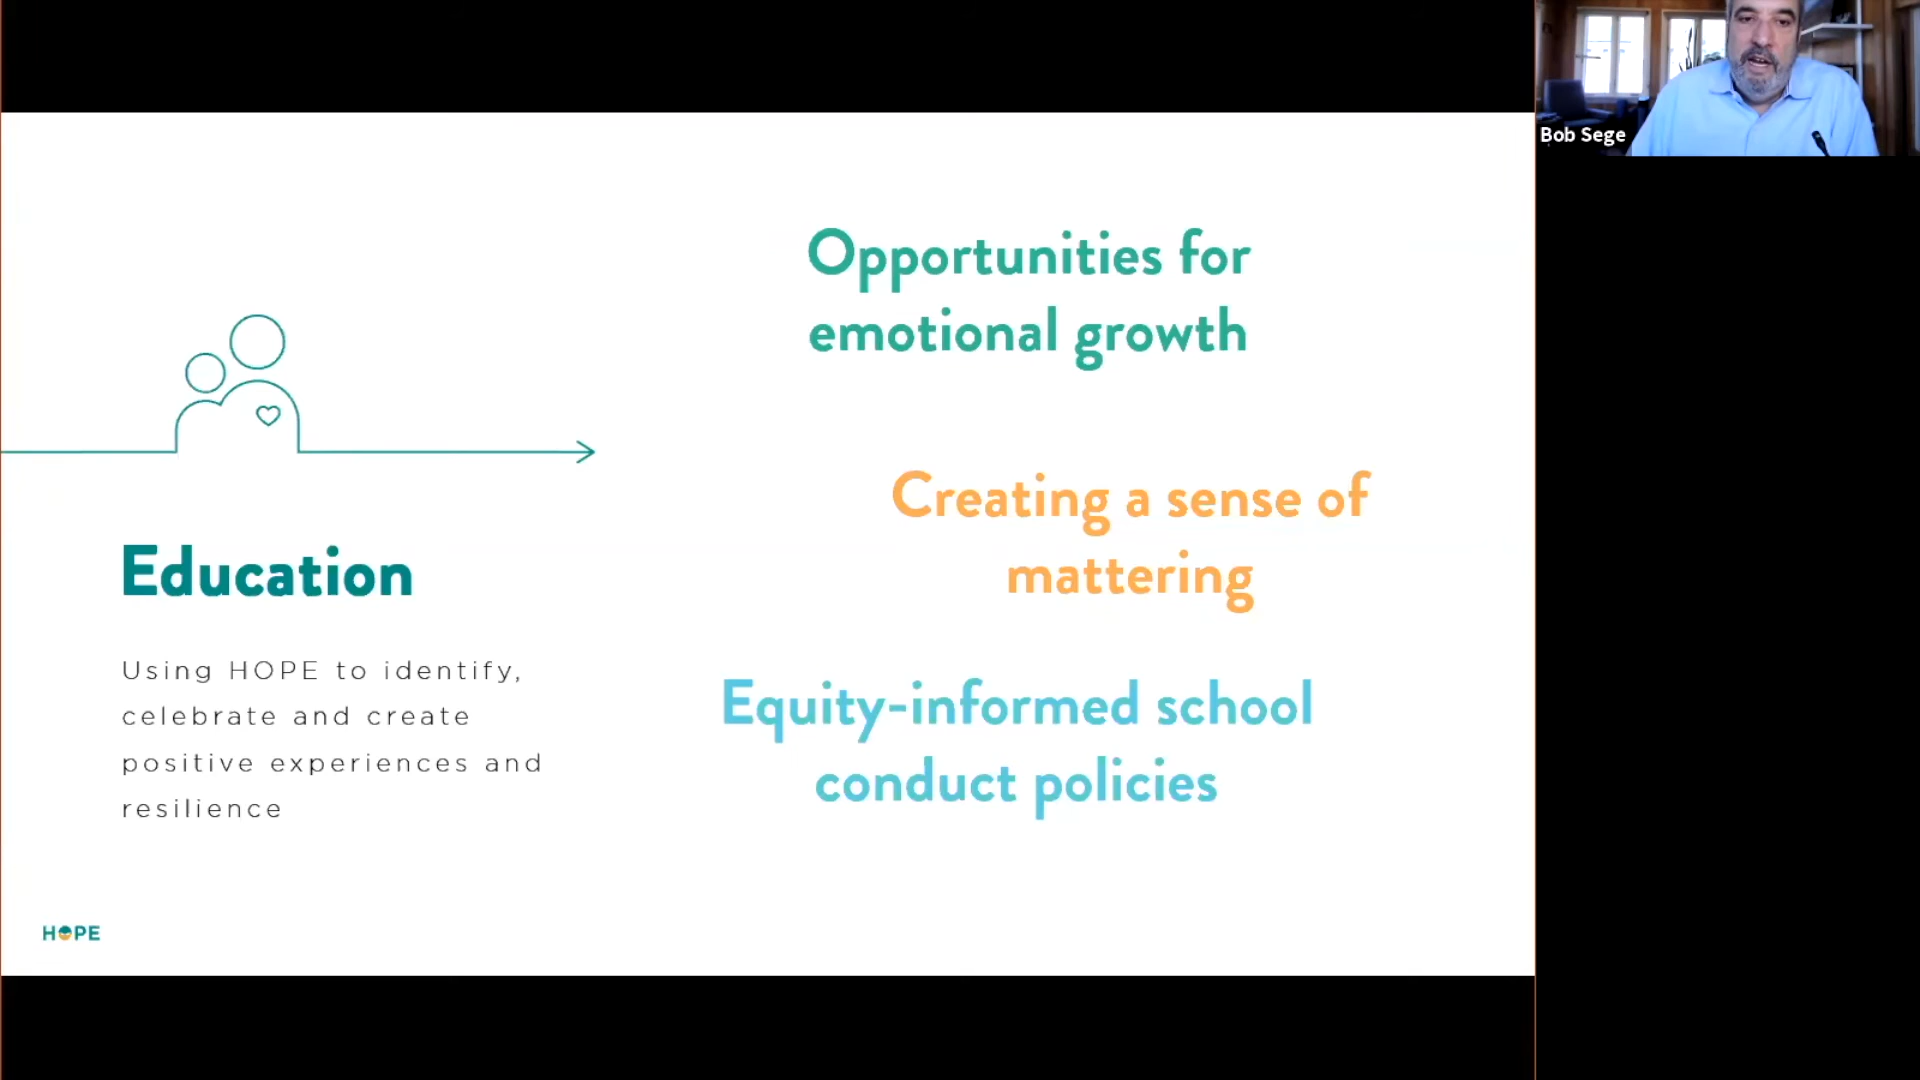 Bob Sege
Opportunities for
emotional growth
Creating a sense of
mattering
Education
Using HOPE to identify,
celebrate and create
positive experiences and
resilience
Equity-informed school
conduct policies
HOPE